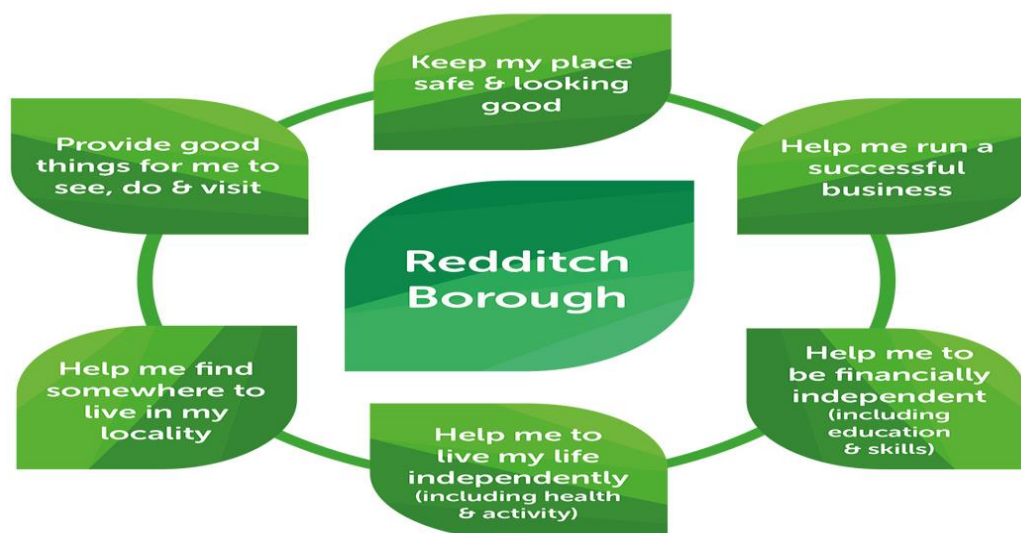 Keep my place
safe & looking
good
Provide good
things for me to
see, do & visit
Help me run a
successful
business
Redditch
Borough
Help me find
somewhere to
live in my
locality
Help me to
be financially
independent
(including
education
& skills)
Help me to
live my life
independently
(including health
& activity)